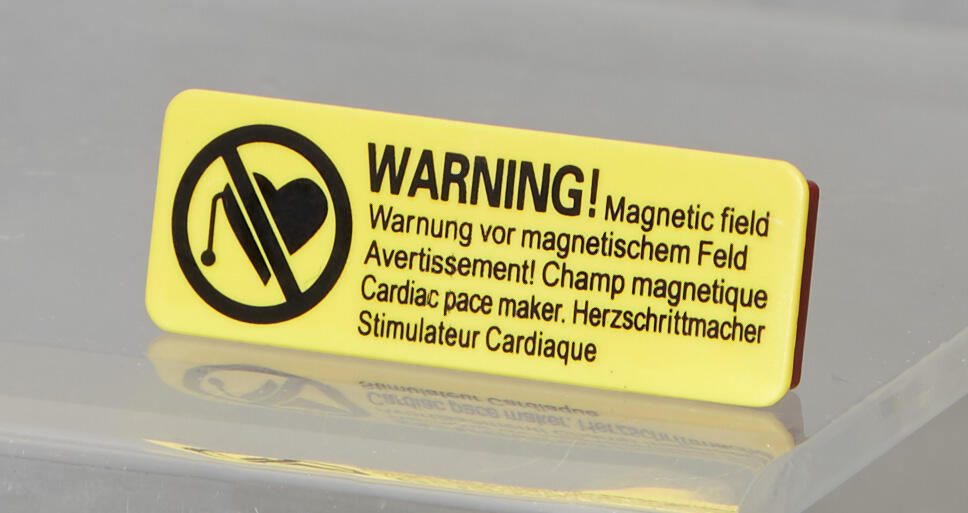 WARNING! Magnetic field
Warnung vor magnetischem Feld
Avertissement! Champ magnetique
Cardiac pace maker. Herzschrittmacher
Stimulateur Cardiaque